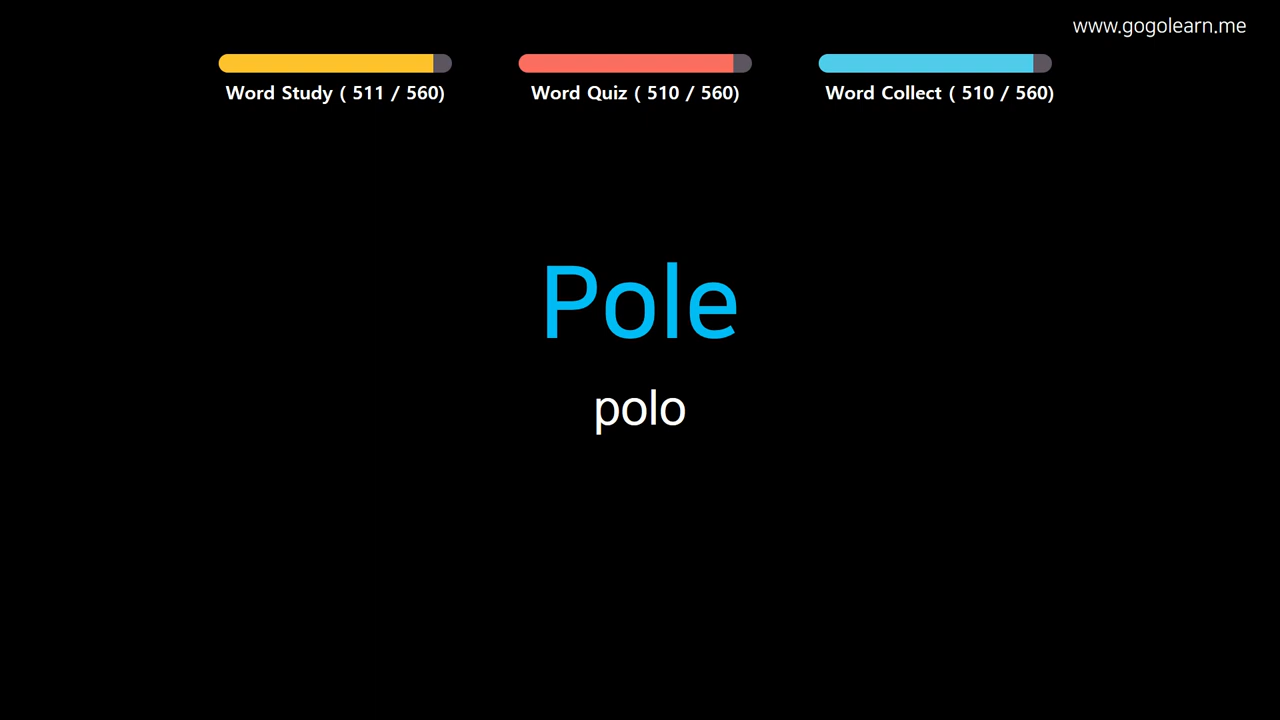 www.gogolearn.me
Word Study ( 511 / 560)
Word Quiz ( 510 / 560)
Word Collect ( 510 / 560)
Pole
polo